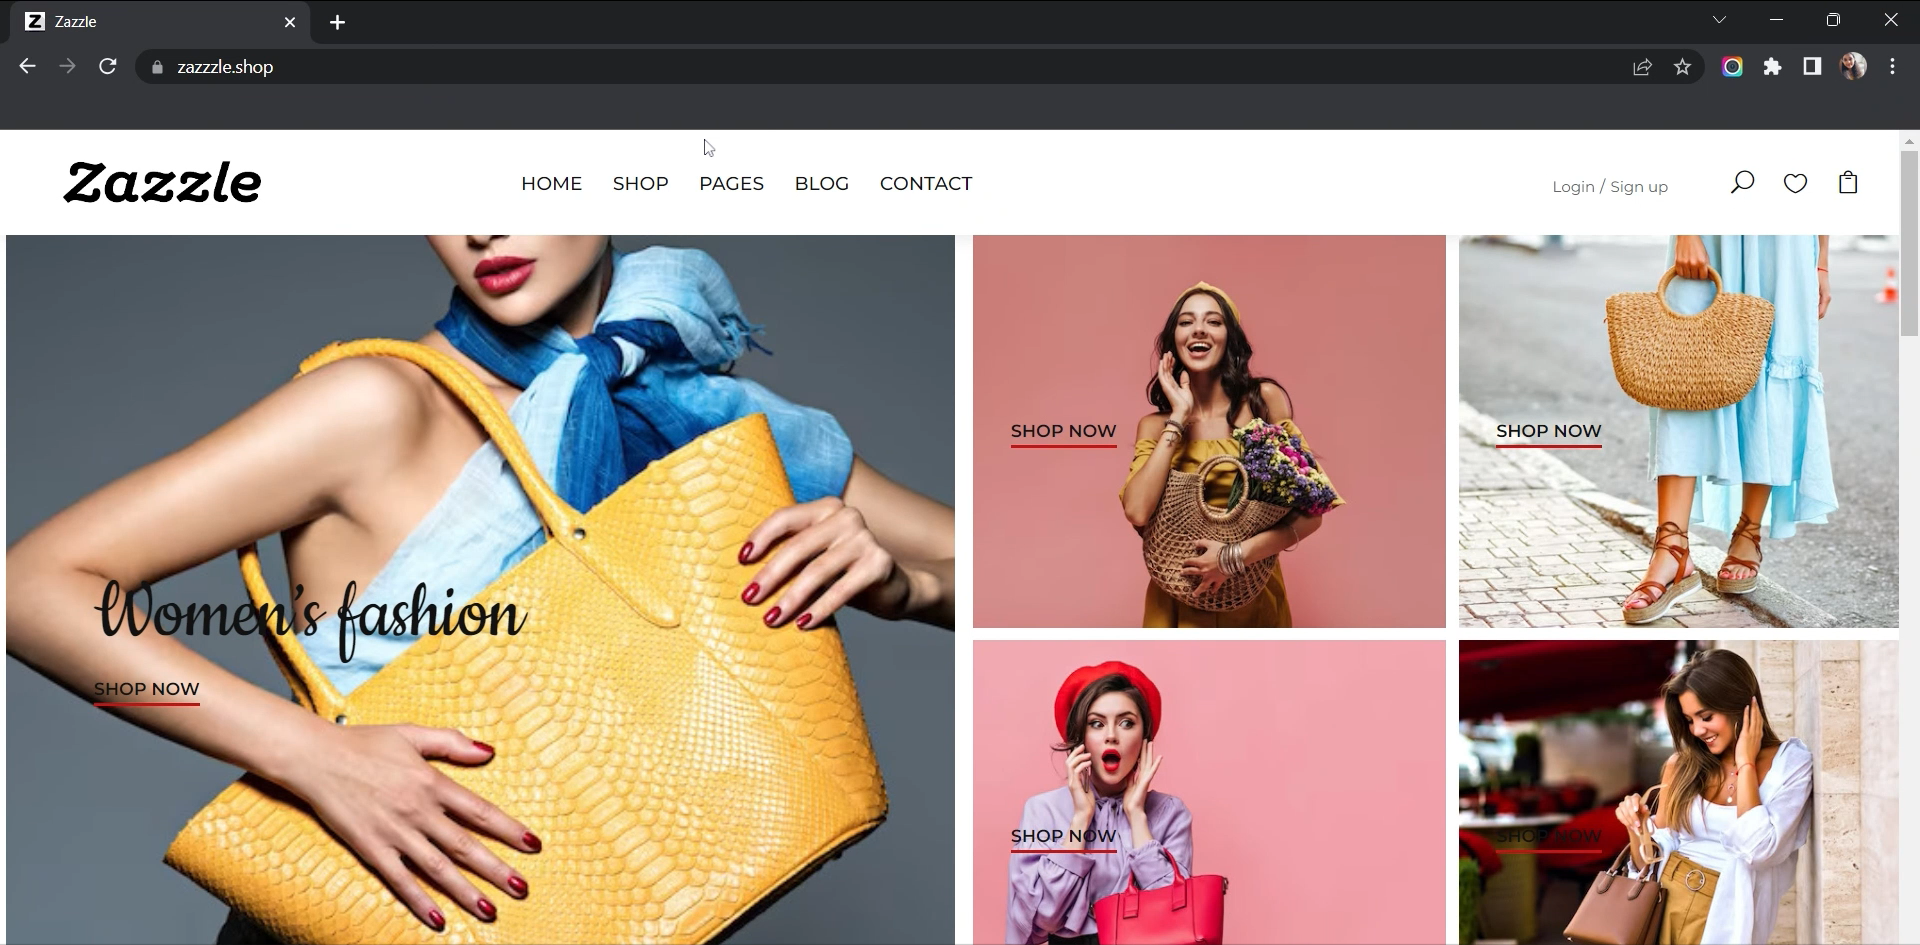 Z Zazzle
zazzzle.shop
Zazzle
HOME SHOP PAGES BLOG CONTACT
Login / Sign up
SHOP NOW
SHOP NOW
Women's fashion
SHOP NOW
SHOP NOW
SHOP NOW